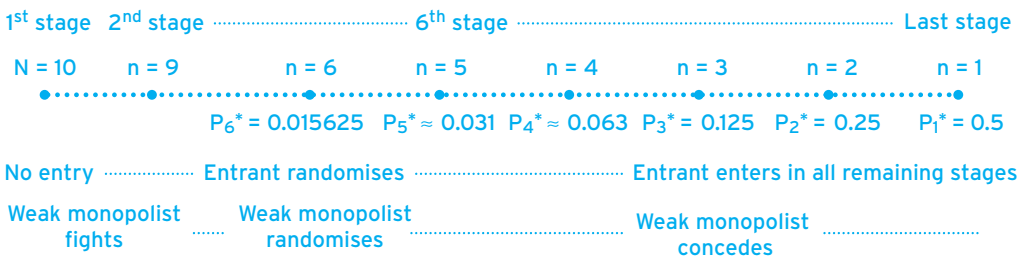 1st stage 2nd stage 6th stage Last stage
N = 10 n = 9 n = 6 n = 5 n = 4 n = 3 n = 2 n = 1
P6* = 0.015625 P5* ≈ 0.031 P4* ≈ 0.063 P3* = 0.125 P2* = 0.25 P1* = 0.5
No entry Entrant randomises Entrant enters in all remaining stages
Weak monopolist Weak monopolist Weak monopolist
fights randomises concedes